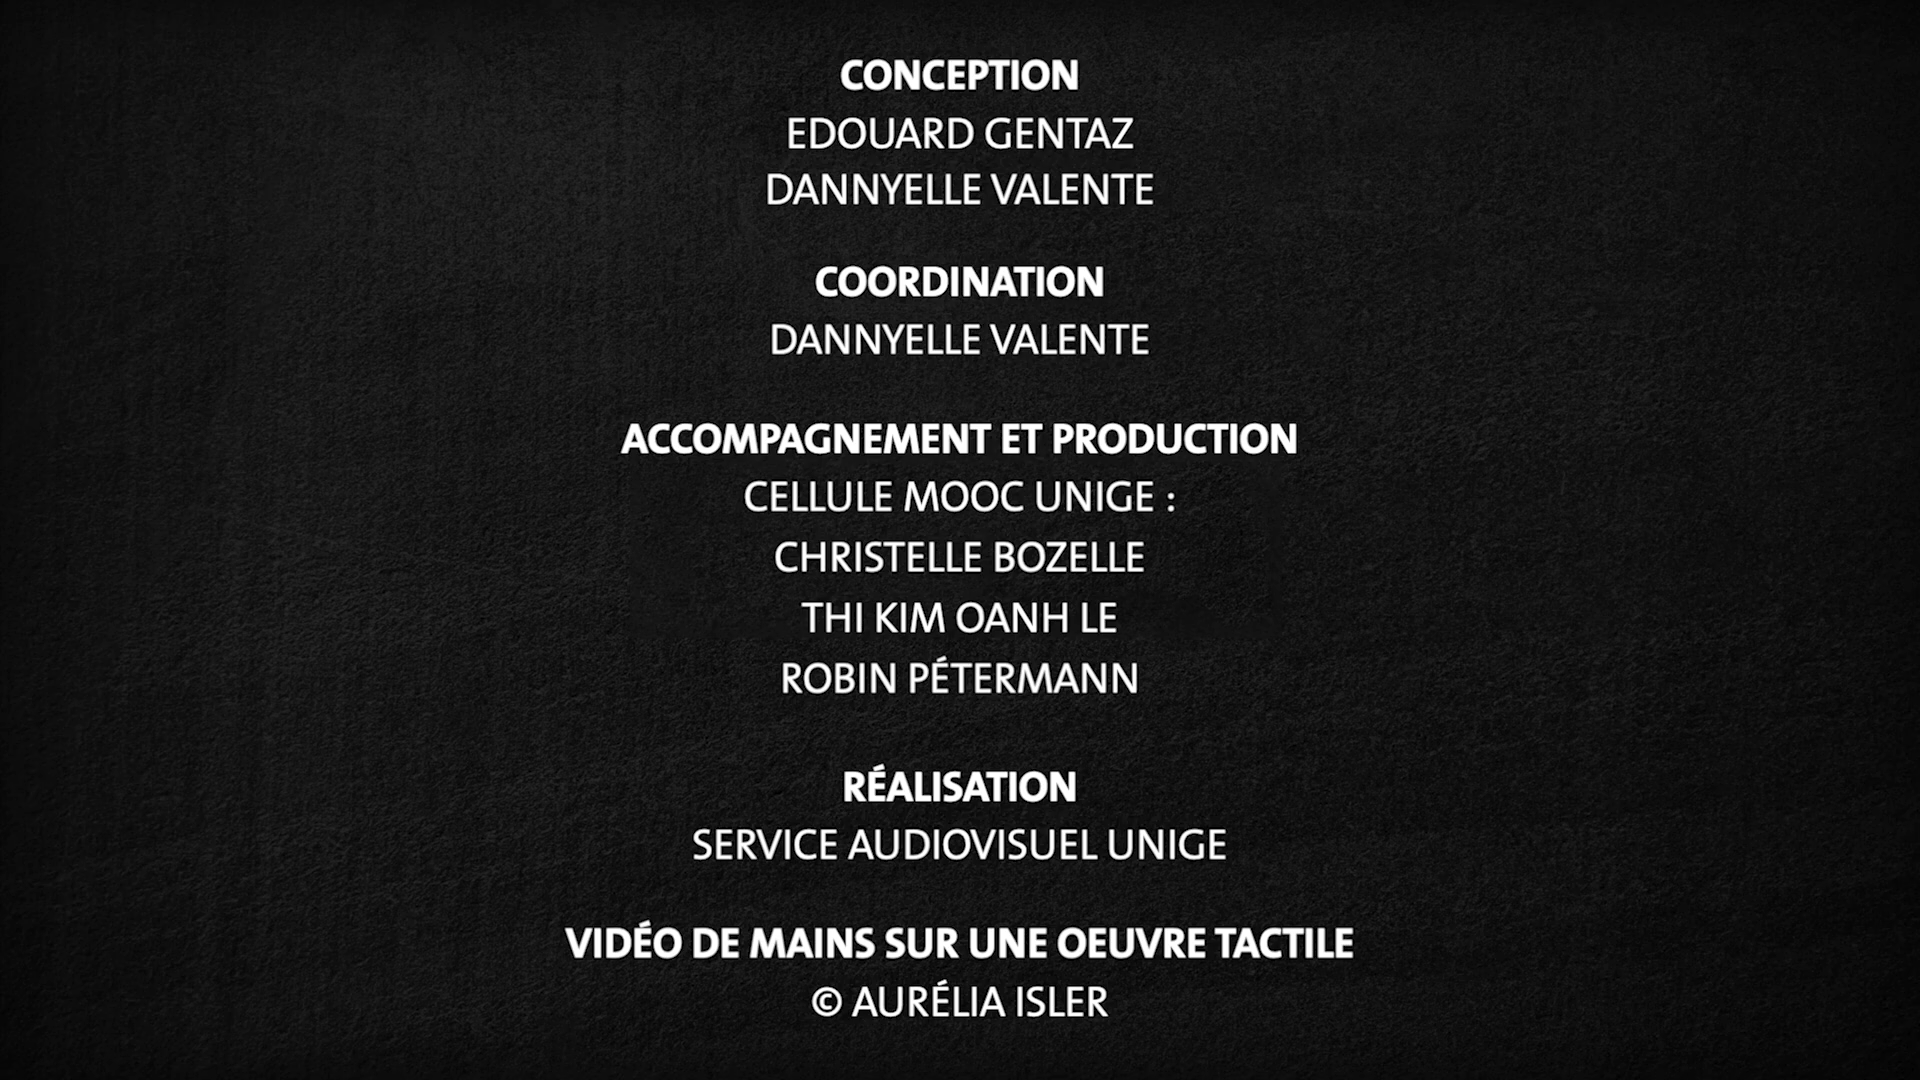 CONCEPTION
EDOUARD GENTAZ
DANNYELLE VALENTE
COORDINATION
DANNYELLE VALENTE
ACCOMPAGNEMENT ET PRODUCTION
CELLULE MOOC UNIGE :
CHRISTELLE BOZELLE
THI KIM OANH LE
ROBIN PÉTERMANN
RÉALISATION
SERVICE AUDIOVISUEL UNIGE
VIDÉO DE MAINS SUR UNE OEUVRE TACTILE
© AURÉLIA ISLER